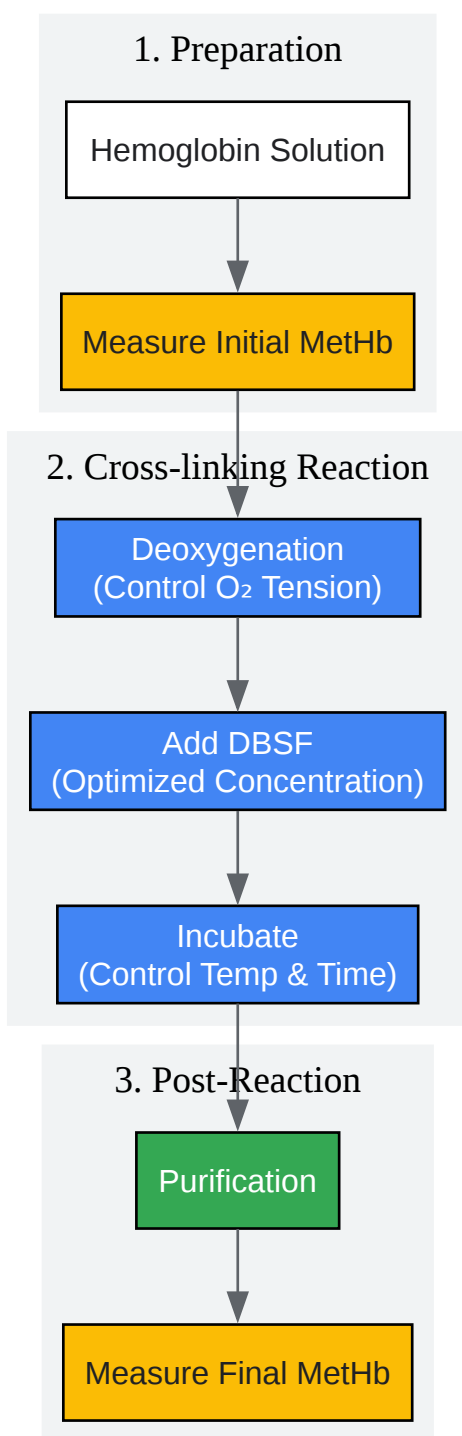 1. Preparation
Hemoglobin Solution
Measure Initial MetHb
2. Cross-linking Reaction
Deoxygenation
(Control O₂ Tension)
Add DBSF
(Optimized Concentration)
Incubate
(Control Temp & Time)
3. Post-Reaction
Purification
Measure Final MetHb